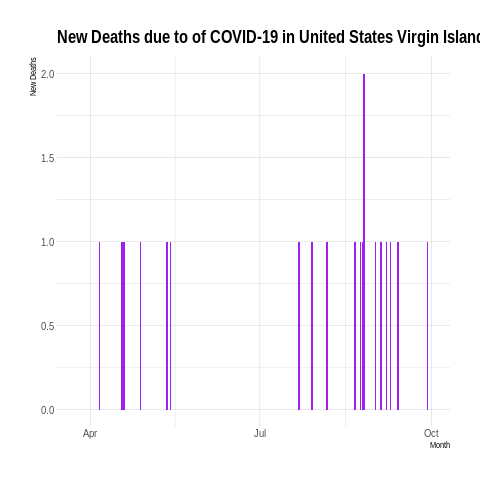 New Deaths due to of COVID-19 in United States Virgin Island
New Deaths
2.0
1.5
1.0
0.5
0.0
Apr
Jul
Oct
Month